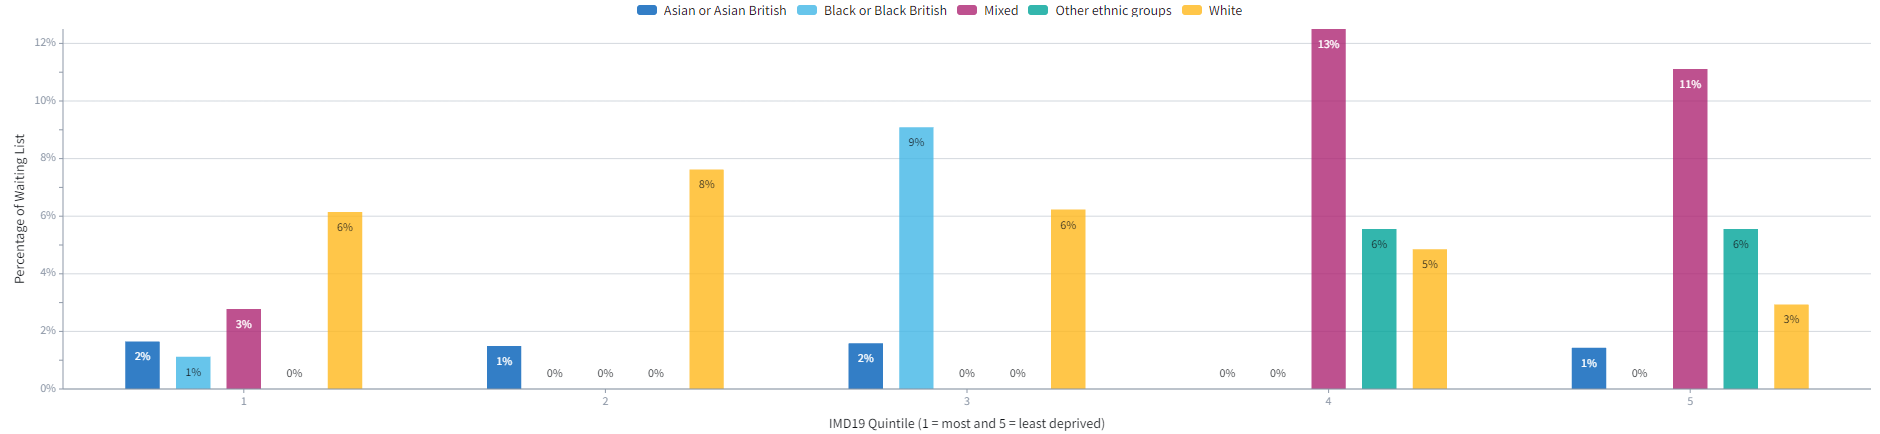 Asian or Asian British Black or Black British Mixed Other ethnic groups White
Percentage of Waiting List
12%
10%
8%
6%
4%
2%
0%
2% 1% 3% 0% 6%
1% 0% 0% 0% 8%
2% 9% 0% 0% 6%
0% 0% 13% 6% 5%
1% 0% 11% 6% 3%
1 2 3 4 5
IMD19 Quintile (1 = most and 5 = least deprived)